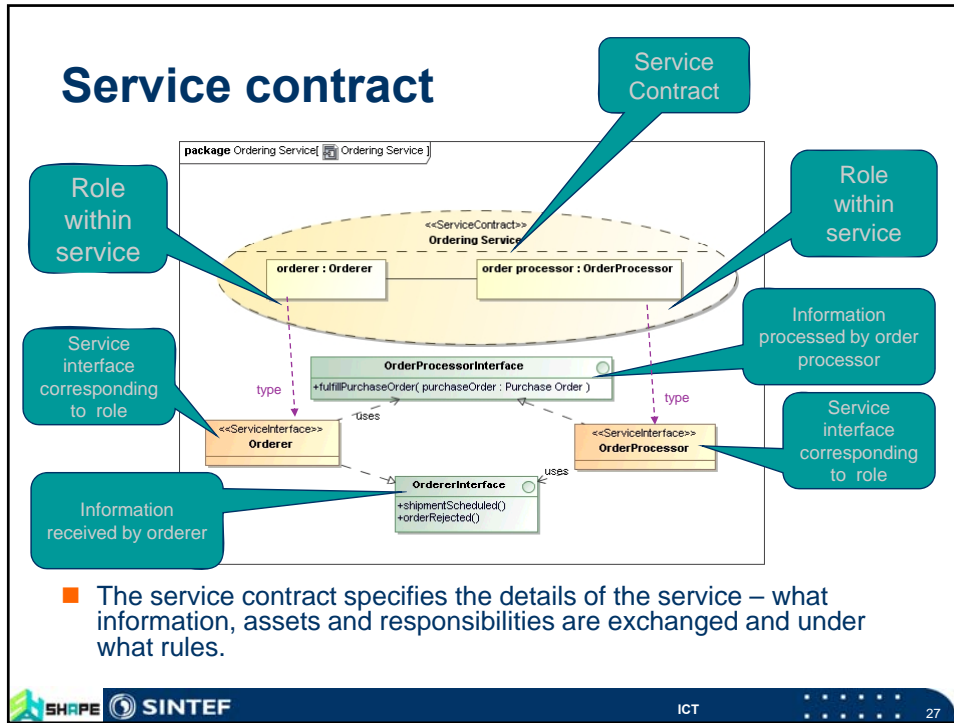 Service contract
Service
Contract
package Ordering Service[ Ordering Service ]
Role
within
service
Role
within
service
<<ServiceContract>>
Ordering Service
orderer : Orderer
order processor : OrderProcessor
Information
processed by order
processor
Service
interface
corresponding
to role
OrderProcessorInterface
+fulfillPurchaseOrder( purchaseOrder : Purchase Order )
type
type
uses
<<ServiceInterface>>
Orderer
<<ServiceInterface>>
OrderProcessor
Service
interface
corresponding
to role
uses
OrdererInterface
+shipmentScheduled()
+orderRejected()
Information
received by orderer
The service contract specifies the details of the service – what
information, assets and responsibilities are exchanged and under
what rules.
SHAPE SINTEF
ICT
27